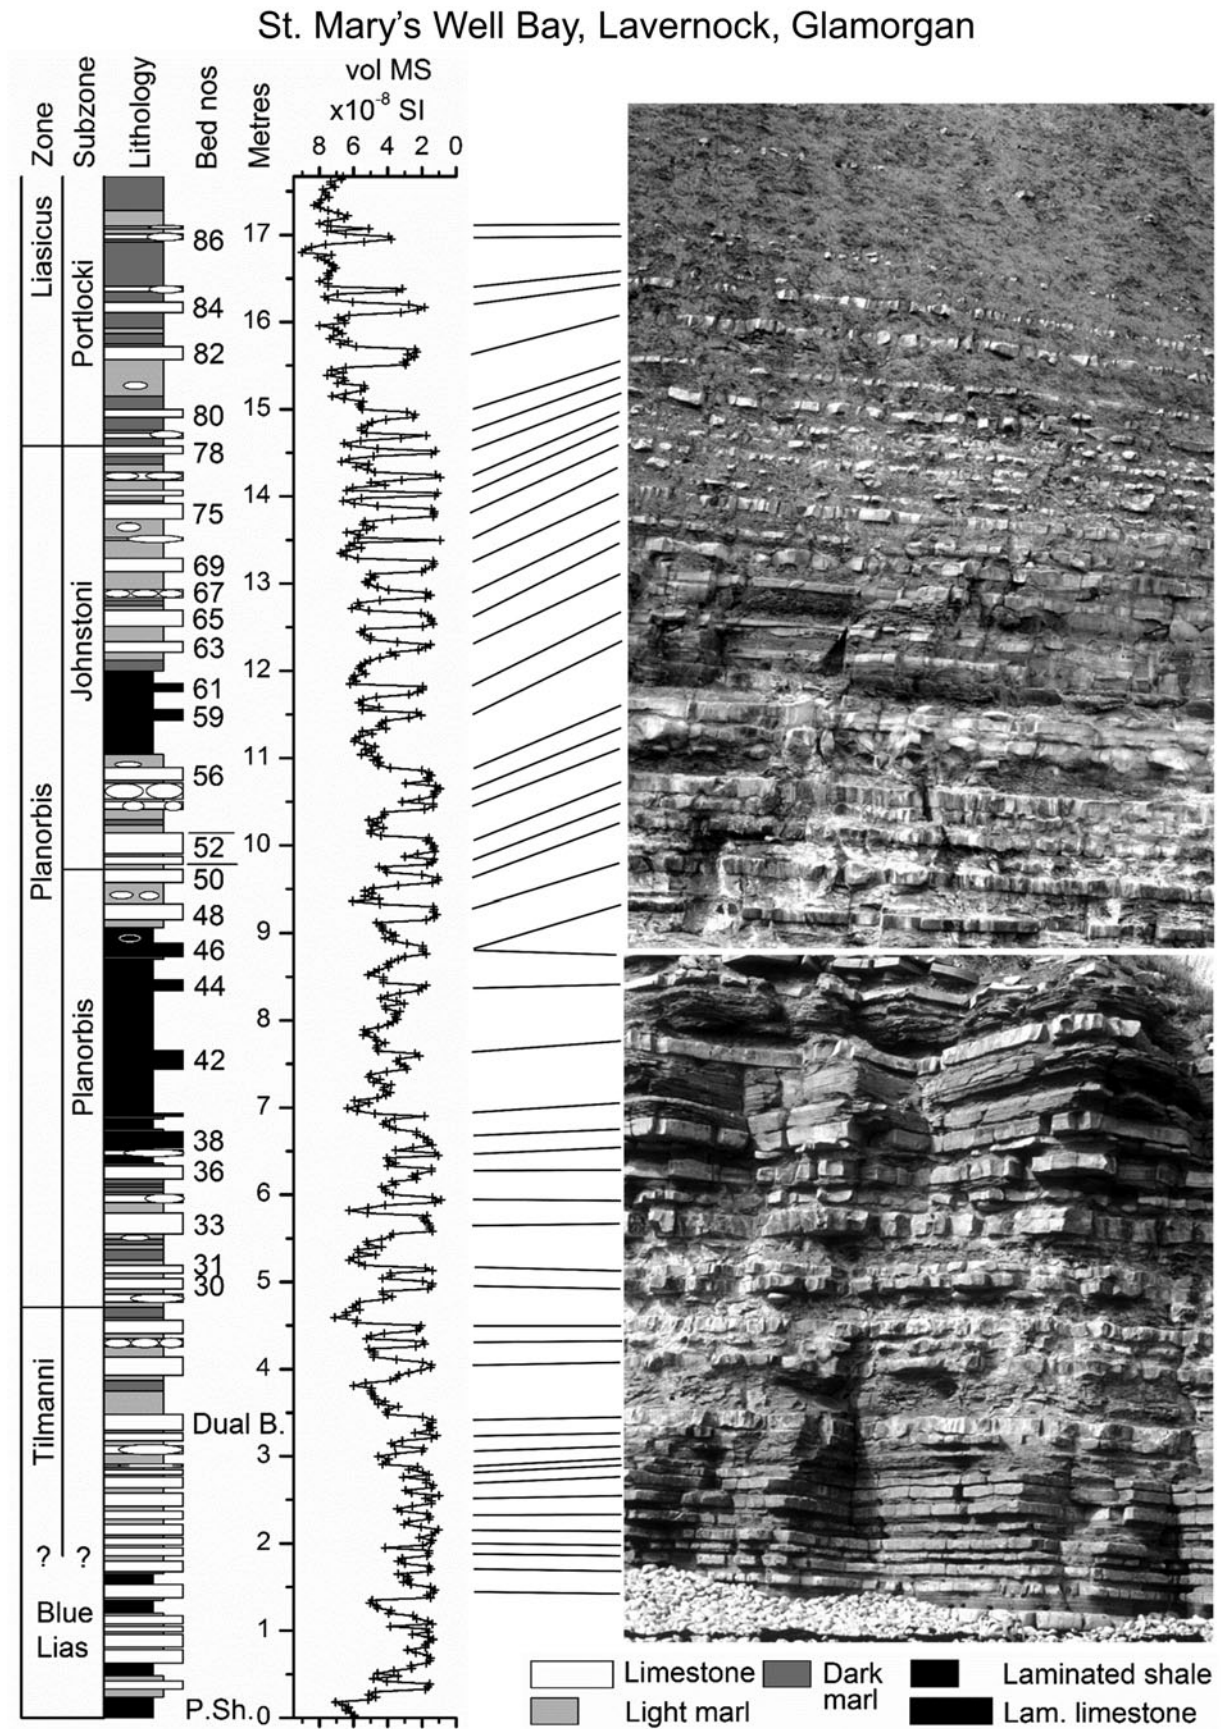 St. Mary's Well Bay, Lavernock, Glamorgan
Zone
Subzone
Lithology
Bed nos
Metres
vol MS
x10-8 SI
8 6 4 2 0
Liasicus
Portlocki
Planorbis
Johnstoni
Planorbis
Tilmanni
? ?
Blue
Lias
86
84
82
80
78
75
69
67
65
63
61
59
56
52
50
48
46
44
42
38
36
33
31
30
Dual B.
P.Sh.
17
16
15
14
13
12
11
10
9
8
7
6
5
4
3
2
1
0
Limestone
Light marl
Dark
marl
Laminated shale
Lam. limestone